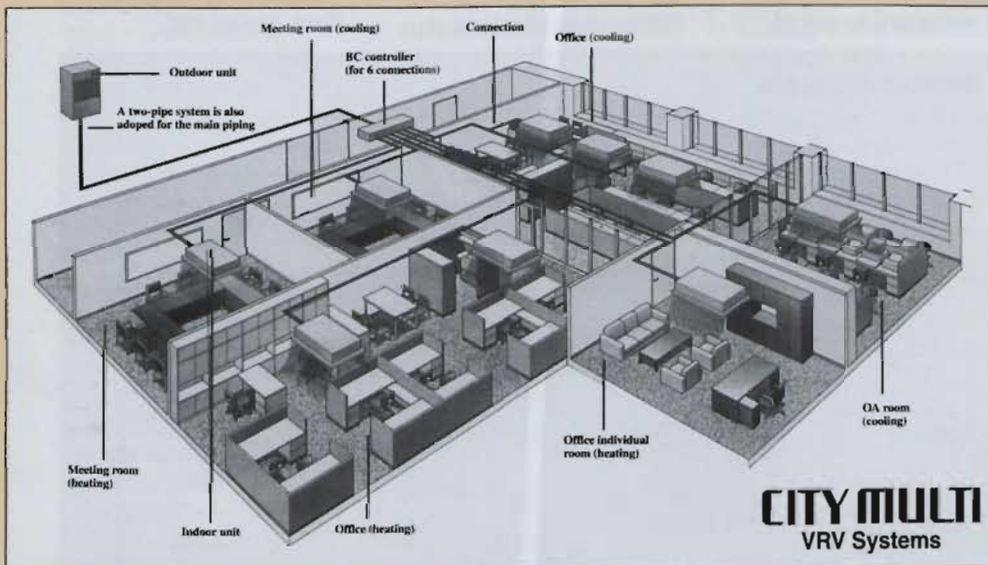 Meeting room (cooling)
Connection
Office (cooling)
BC controller
(for 6 connections)
Outdoor unit
A two-pipe system is also
adoped for the main piping
OA room
(cooling)
Office individual
room (heating)
Meeting room
(heating)
Indoor unit
Office (heating)
CITY MULTI
VRV Systems